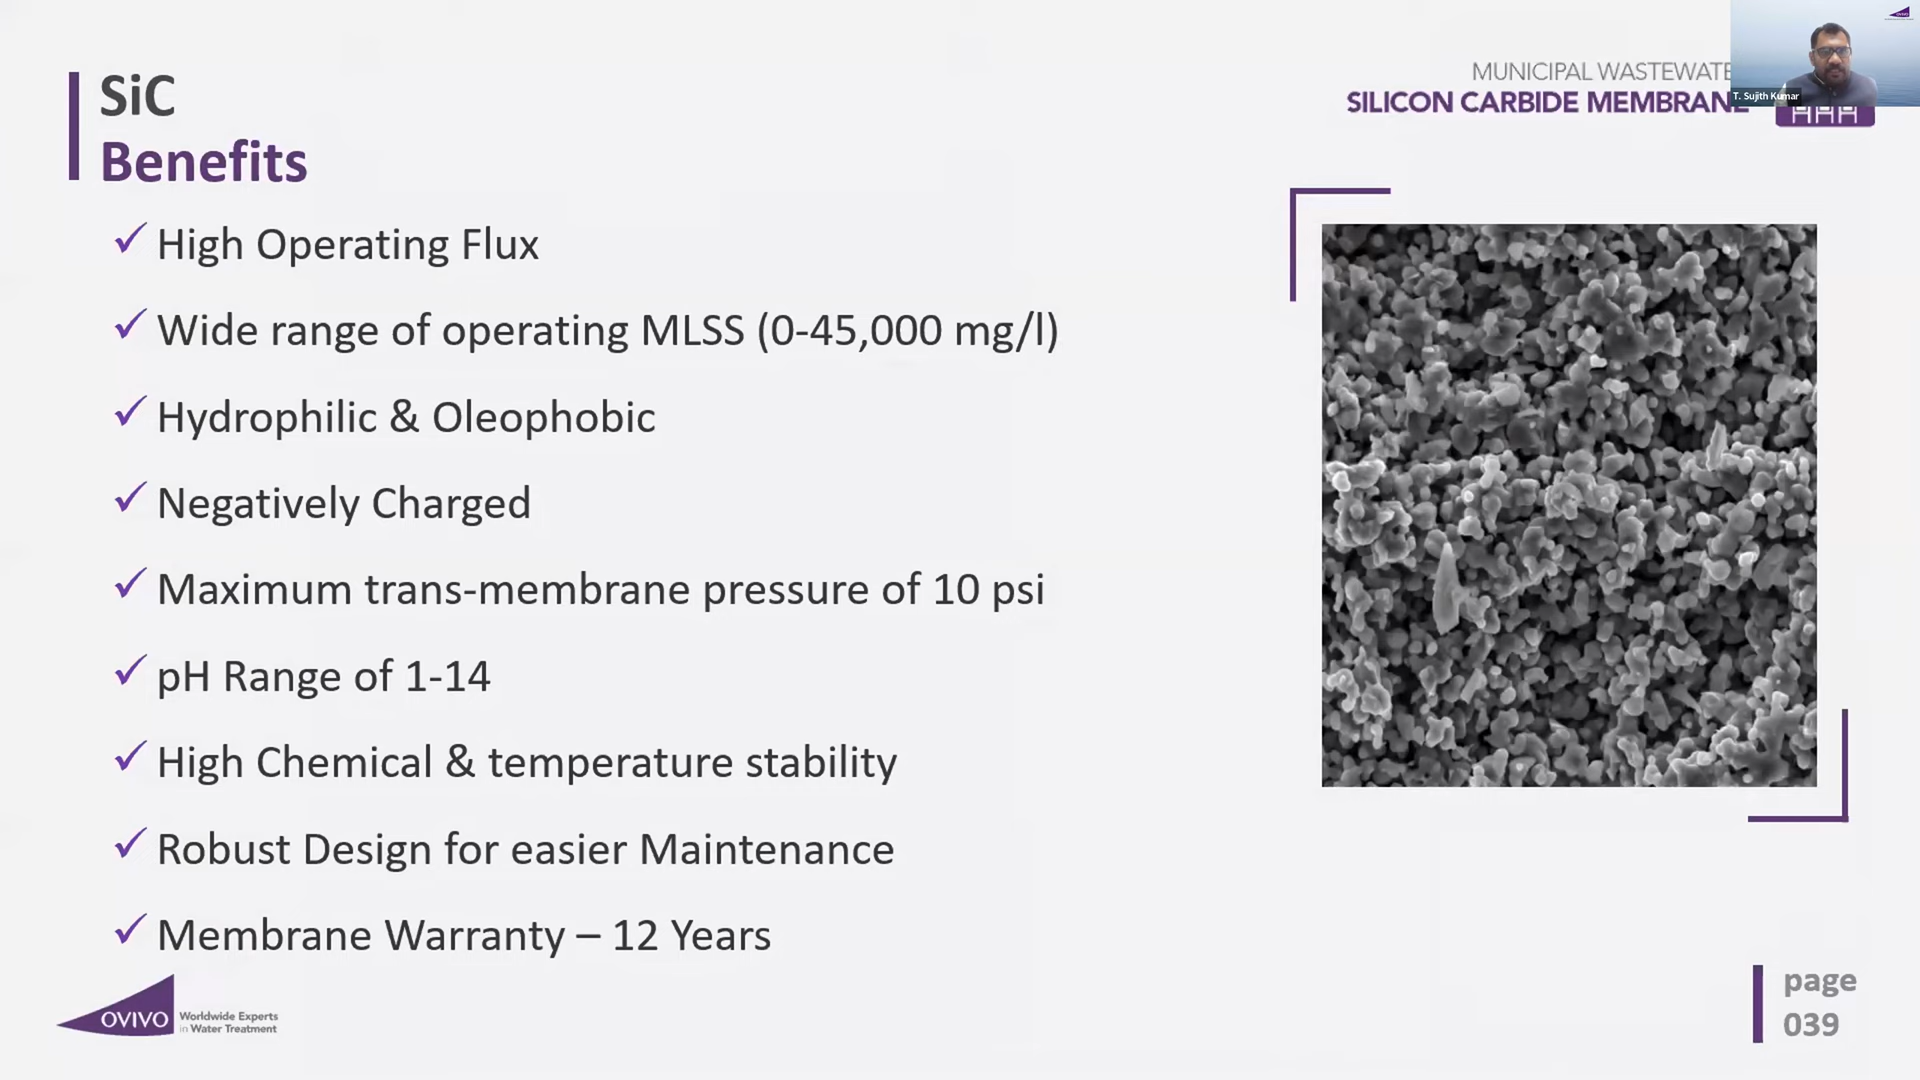 SiC
Benefits
MUNICIPAL
SILICON CARBIDE MEMBRANE
T. Sujith Kumar
High Operating Flux
Wide range of operating MLSS (0-45,000 mg/l)
Hydrophilic & Oleophobic
Negatively Charged
Maximum trans-membrane pressure of 10 psi
pH Range of 1-14
High Chemical & temperature stability
Robust Design for easier Maintenance
Membrane Warranty – 12 Years
OVIVO
Worldwide Experts
in Water Treatment
page
039